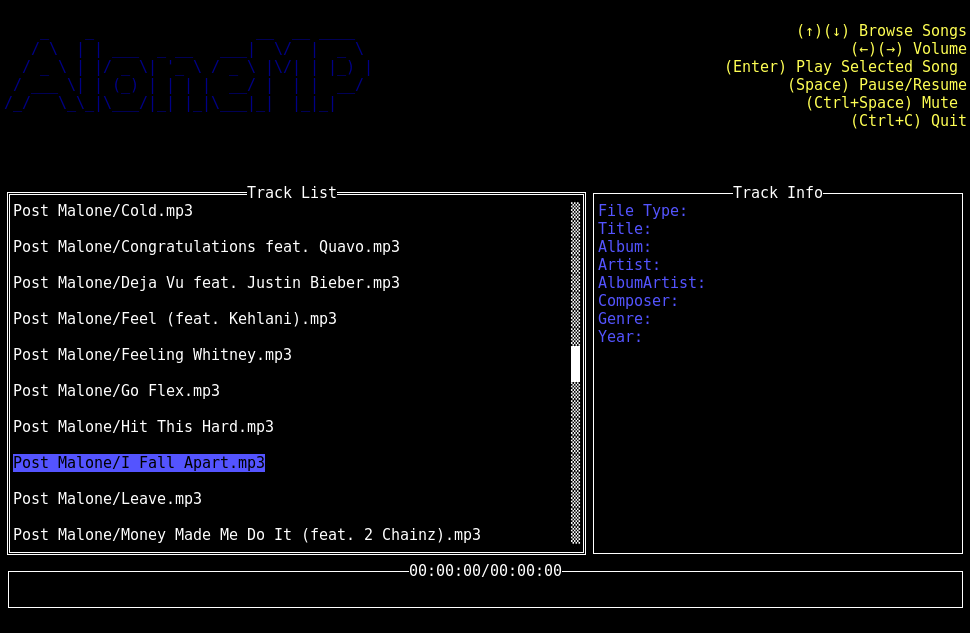 (↑)(↓) Browse Songs
(←)(→) Volume
(Enter) Play Selected Song
(Space) Pause/Resume
(Ctrl+Space) Mute
(Ctrl+C) Quit
Track List
Post Malone/Cold.mp3
Post Malone/Congratulations feat. Quavo.mp3
Post Malone/Deja Vu feat. Justin Bieber.mp3
Post Malone/Feel (feat. Kehlani).mp3
Post Malone/Feeling Whitney.mp3
Post Malone/Go Flex.mp3
Post Malone/Hit This Hard.mp3
Post Malone/I Fall Apart.mp3
Post Malone/Leave.mp3
Post Malone/Money Made Me Do It (feat. 2 Chainz).mp3
Track Info
File Type:
Title:
Album:
Artist:
AlbumArtist:
Composer:
Genre:
Year:
00:00:00/00:00:00